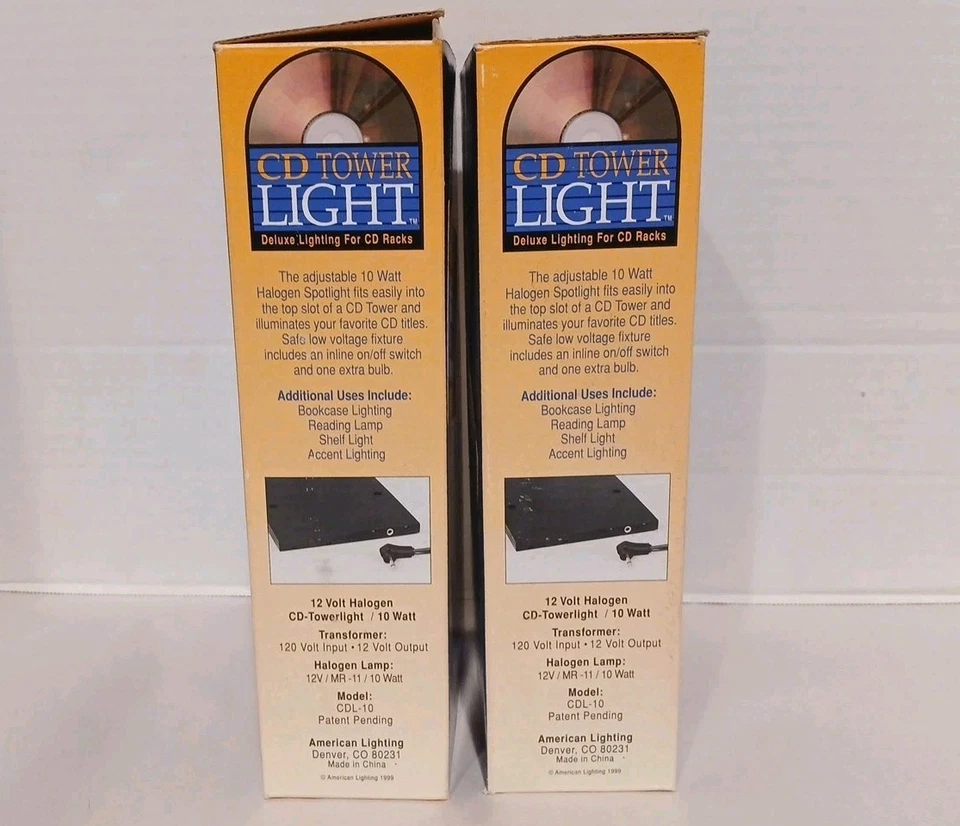 CD TOWER
LIGHT™
Deluxe Lighting For CD Racks
The adjustable 10 Watt
Halogen Spotlight fits easily into
the top slot of a CD Tower and
illuminates your favorite CD titles.
Safe low voltage fixture
includes an inline on/off switch
and one extra bulb.
Additional Uses Include:
Bookcase Lighting
Reading Lamp
Shelf Light
Accent Lighting
12 Volt Halogen
CD-Towerlight / 10 Watt
Transformer:
120 Volt Input • 12 Volt Output
Halogen Lamp:
12V / MR -11 / 10 Watt
Model:
CDL-10
Patent Pending
American Lighting
Denver, CO 80231
Made in China
© American Lighting 1999
CD TOWER
LIGHT™
Deluxe Lighting For CD Racks
The adjustable 10 Watt
Halogen Spotlight fits easily into
the top slot of a CD Tower and
illuminates your favorite CD titles.
Safe low voltage fixture
includes an inline on/off switch
and one extra bulb.
Additional Uses Include:
Bookcase Lighting
Reading Lamp
Shelf Light
Accent Lighting
12 Volt Halogen
CD-Towerlight / 10 Watt
Transformer:
120 Volt Input • 12 Volt Output
Halogen Lamp:
12V / MR -11 / 10 Watt
Model:
CDL-10
Patent Pending
American Lighting
Denver, CO 80231
Made in China
© American Lighting 1999